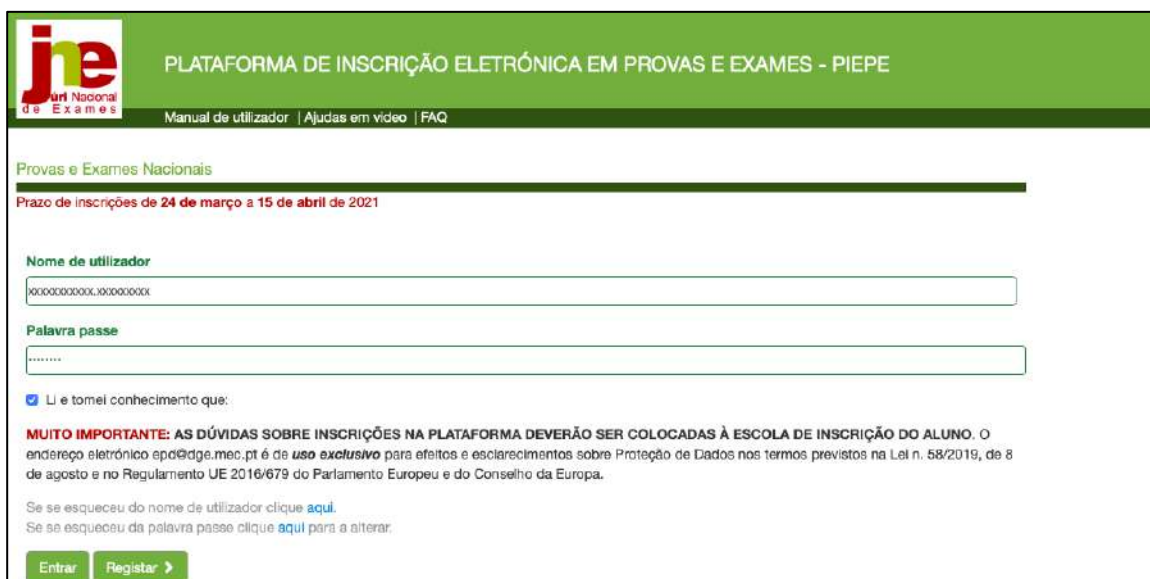 jne
Júri Nacional
de Exames
PLATAFORMA DE INSCRIÇÃO ELETRÓNICA EM PROVAS E EXAMES - PIEPE
Manual de utilizador | Ajudas em video | FAQ
Provas e Exames Nacionais
Prazo de inscrições de 24 de março a 15 de abril de 2021
Nome de utilizador
xxxxxxxxxxx.xxxxxxxxx
Palavra passe
........
Li e tomei conhecimento que:
MUITO IMPORTANTE: AS DÚVIDAS SOBRE INSCRIÇÕES NA PLATAFORMA DEVERÃO SER COLOCADAS À ESCOLA DE INSCRIÇÃO DO ALUNO. O
endereço eletrónico epd@dge.mec.pt é de uso exclusivo para efeitos e esclarecimentos sobre Proteção de Dados nos termos previstos na Lei n. 58/2019, de 8
de agosto e no Regulamento UE 2016/679 do Parlamento Europeu e do Conselho da Europa.
Se se esqueceu do nome de utilizador clique aqui.
Se se esqueceu da palavra passe clique aqui para a alterar.
Entrar Registar >